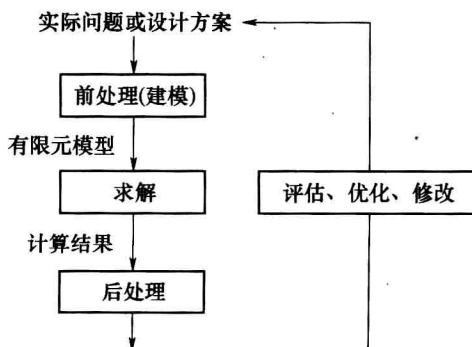 实际问题或设计方案
前处理(建模)
有限元模型
求解
评估、优化、修改
计算结果
后处理